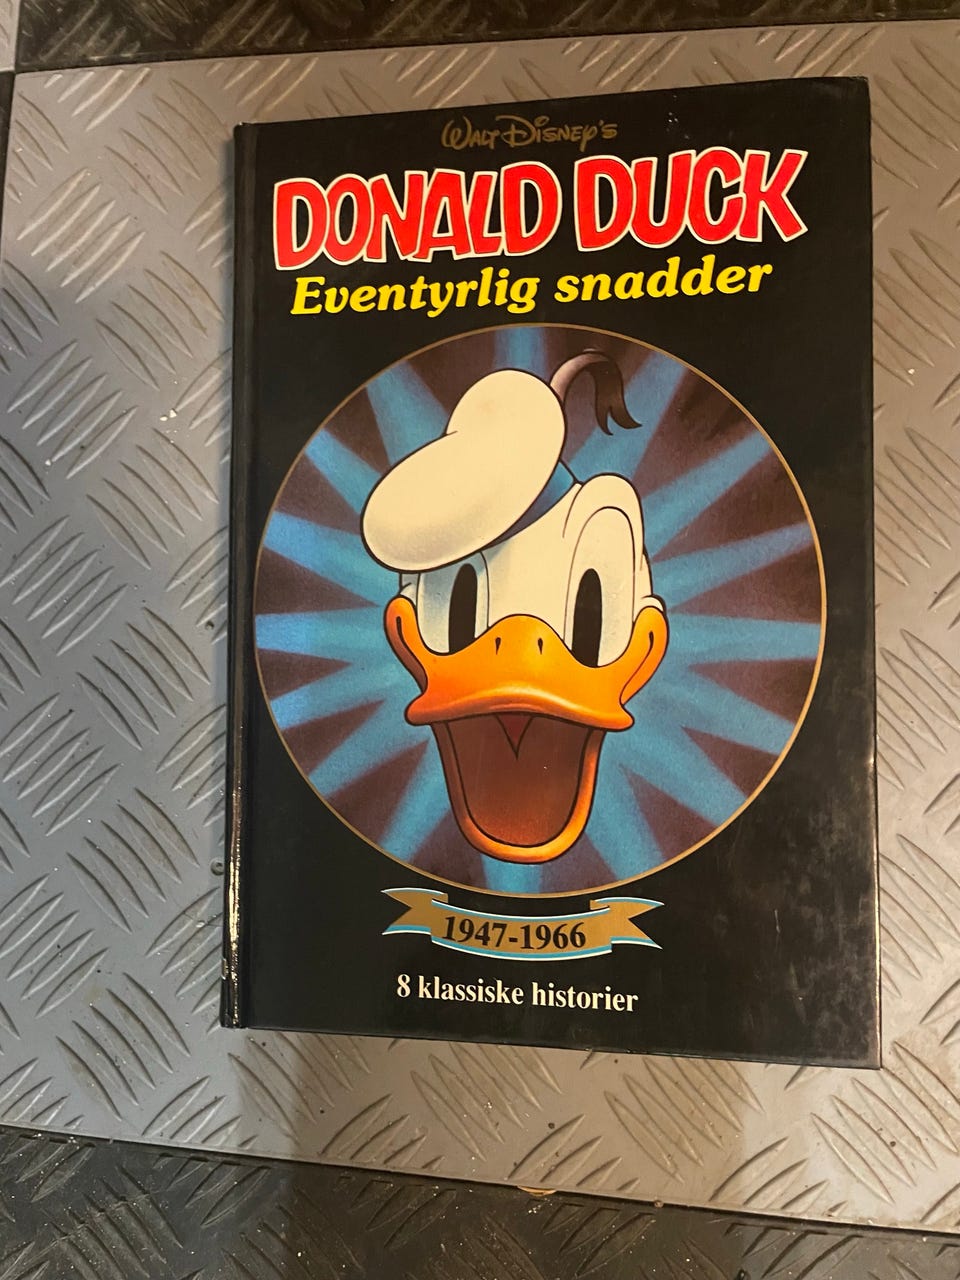 Walt Disney's
DONALD DUCK
Eventyrlig snadder
1947-1966
8 klassiske historier